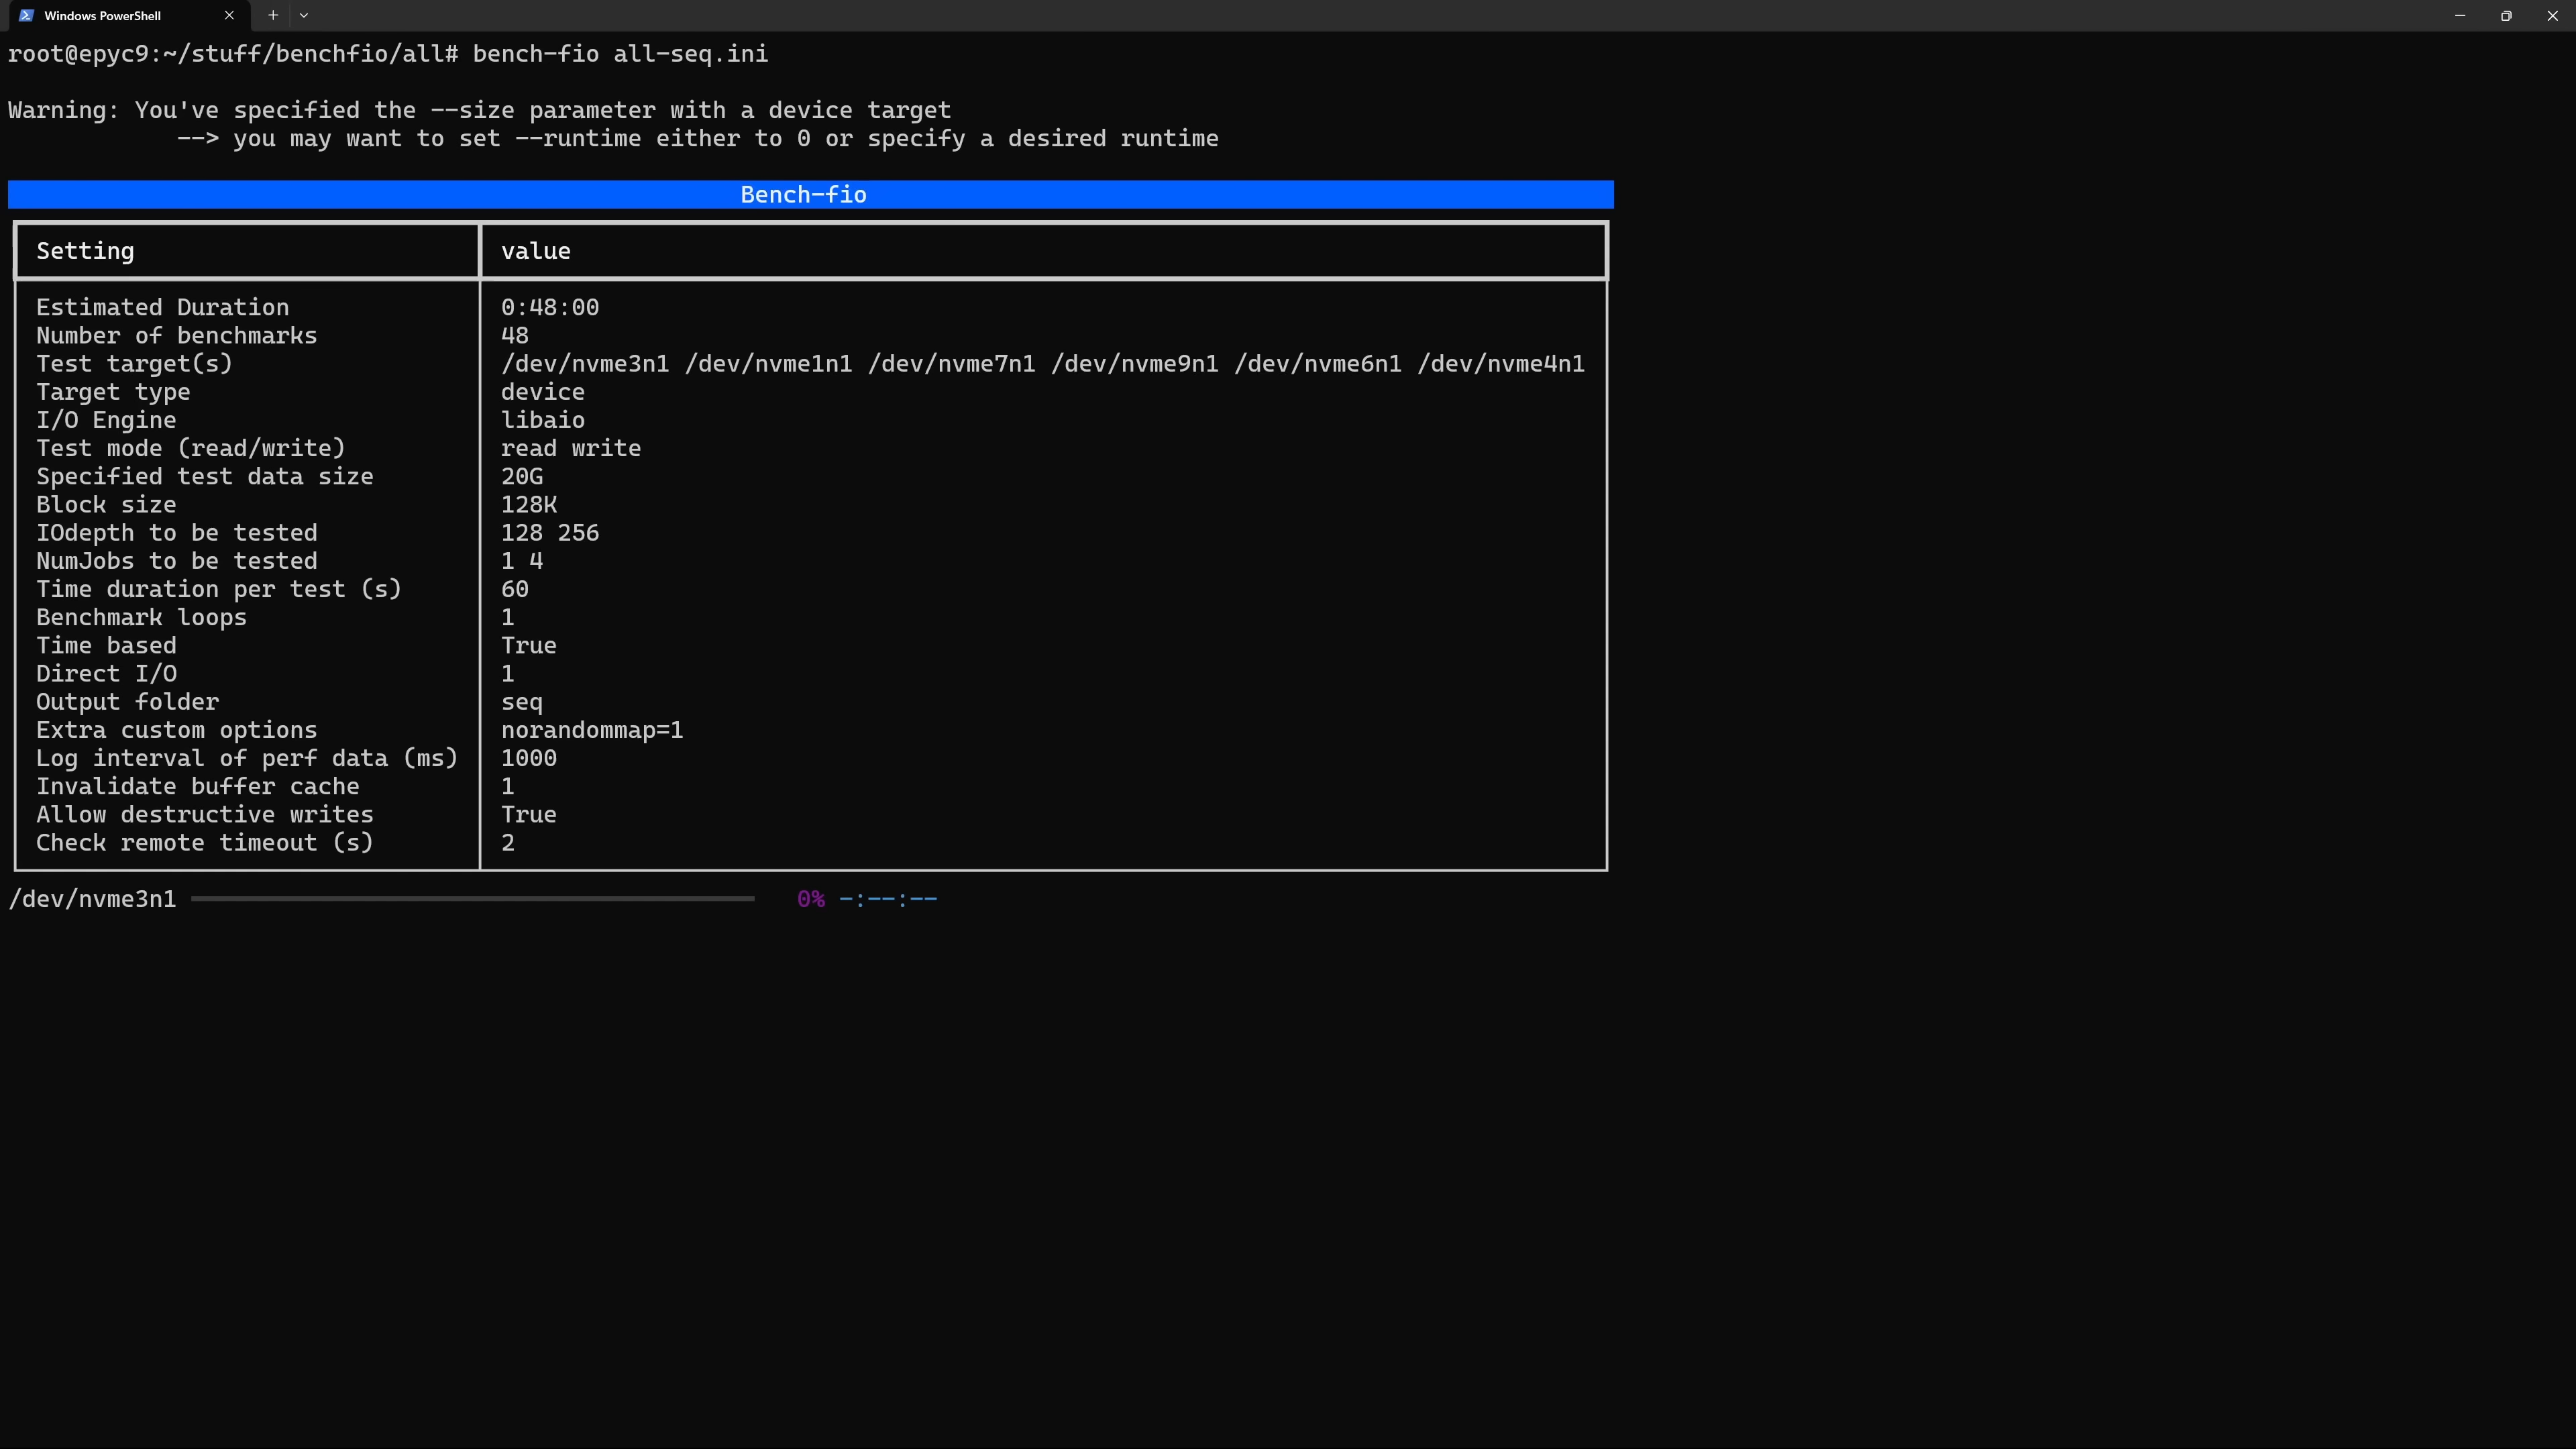 Windows PowerShell
root@epyc9:~/stuff/benchfio/all# bench-fio all-seq.ini
Warning: You've specified the --size parameter with a device target
--> you may want to set --runtime either to 0 or specify a desired runtime
Bench-fio
Setting value
Estimated Duration 0:48:00
Number of benchmarks 48
Test target(s) /dev/nvme3n1 /dev/nvme1n1 /dev/nvme7n1 /dev/nvme9n1 /dev/nvme6n1 /dev/nvme4n1
Target type device
I/O Engine libaio
Test mode (read/write) read write
Specified test data size 20G
Block size 128K
IOdepth to be tested 128 256
NumJobs to be tested 1 4
Time duration per test (s) 60
Benchmark loops 1
Time based True
Direct I/O 1
Output folder seq
Extra custom options norandommap=1
Log interval of perf data (ms) 1000
Invalidate buffer cache 1
Allow destructive writes True
Check remote timeout (s) 2
/dev/nvme3n1 0% -:--:--